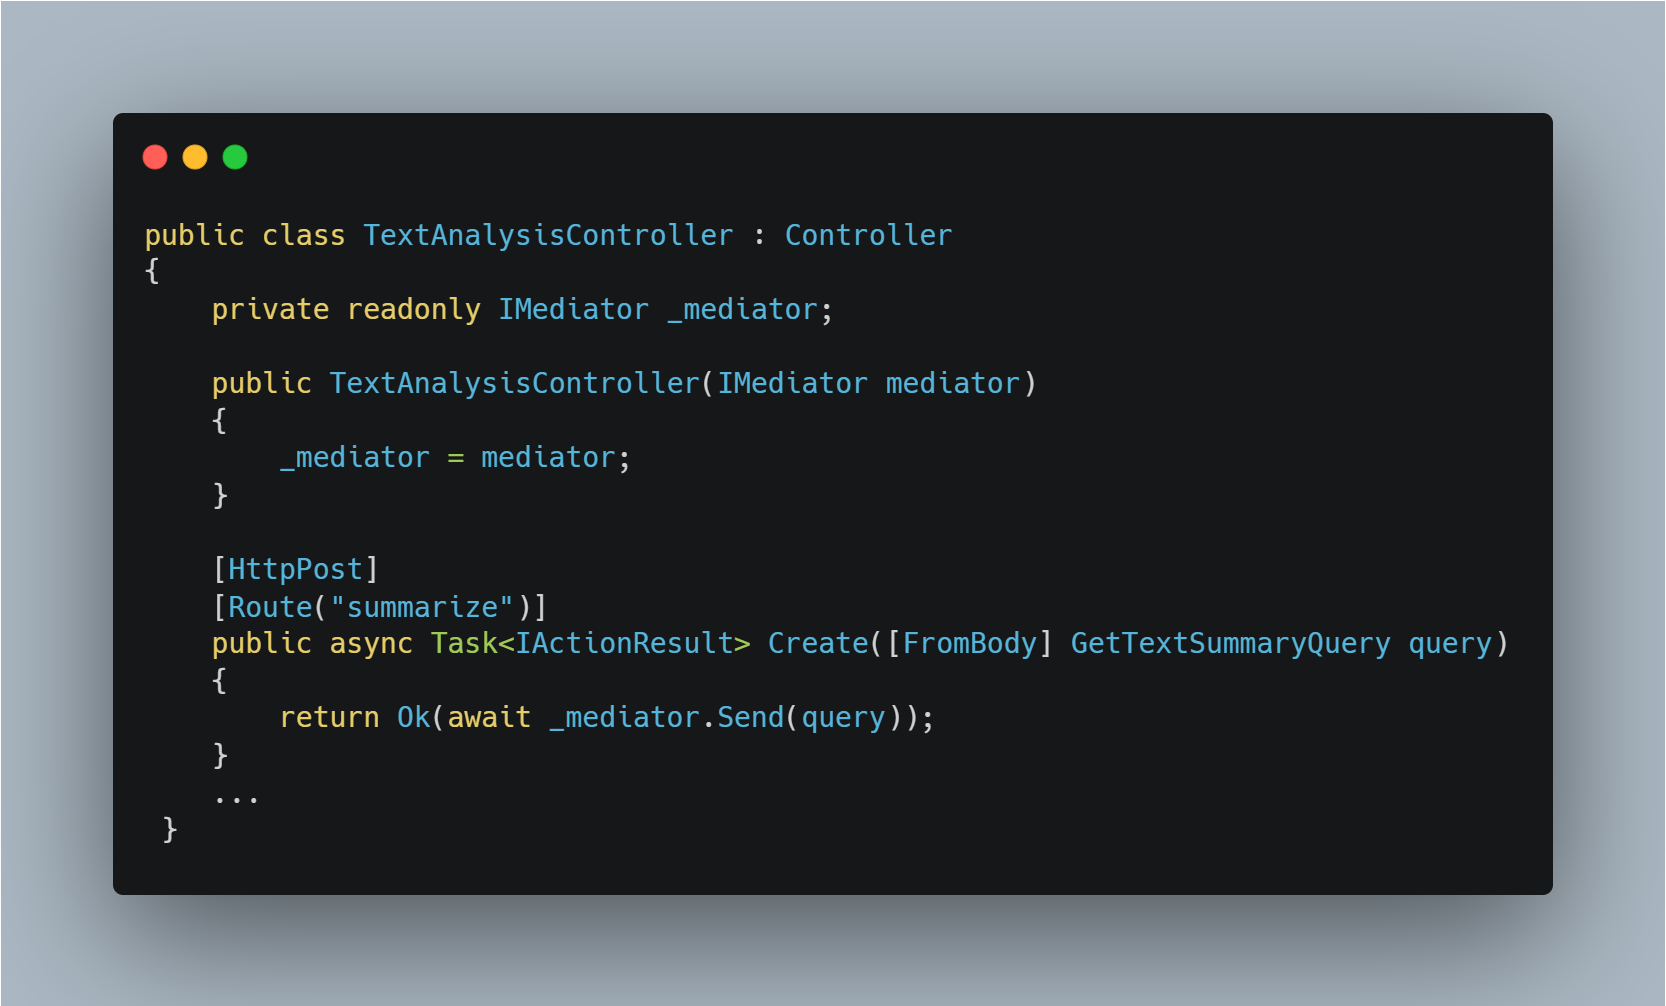 public class TextAnalysisController : Controller
{
    private readonly IMediator _mediator;

    public TextAnalysisController(IMediator mediator)
    {
        _mediator = mediator;
    }

    [HttpPost]
    [Route("summarize")]
    public async Task<IActionResult> Create([FromBody] GetTextSummaryQuery query)
    {
        return Ok(await _mediator.Send(query));
    }
    ...
 }